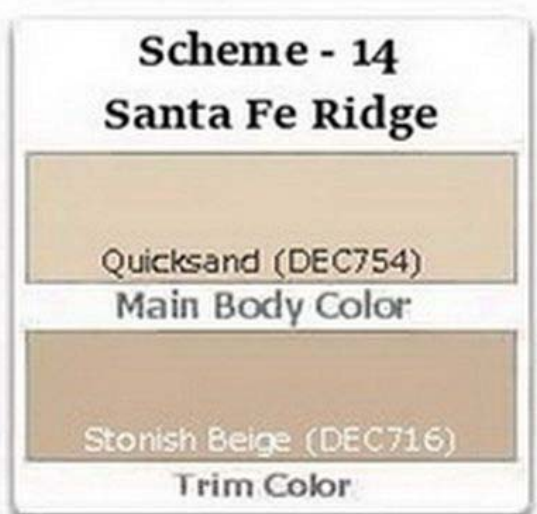 Scheme - 14
Santa Fe Ridge
Quicksand (DEC754)
Main Body Color
Stonish Beige (DEC716)
Trim Color